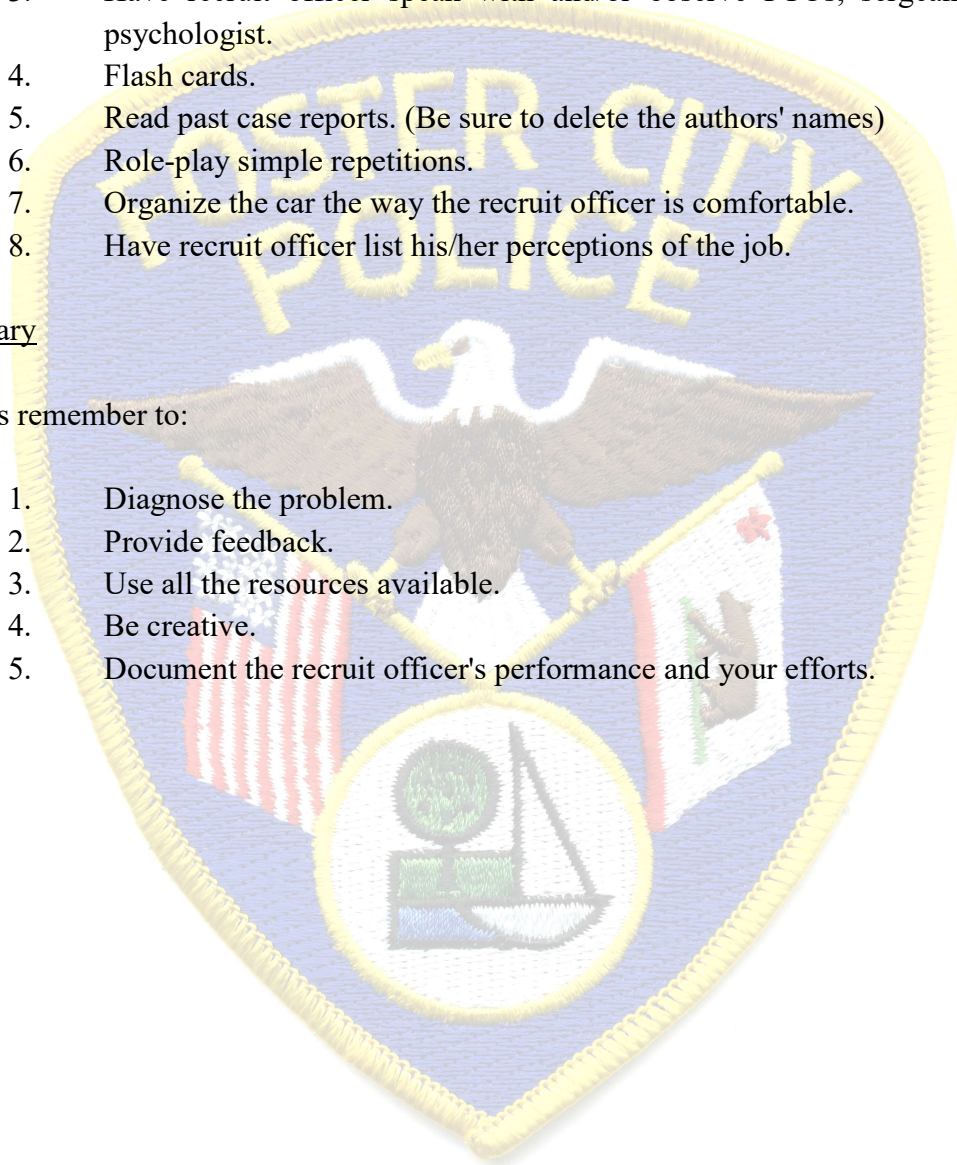 psychologist.
4. Flash cards.
5. Read past case reports. (Be sure to delete the authors' names)
6. Role-play simple repetitions.
7. Organize the car the way the recruit officer is comfortable.
8. Have recruit officer list his/her perceptions of the job.
remember to:
1. Diagnose the problem.
2. Provide feedback.
3. Use all the resources available.
4. Be creative.
5. Document the recruit officer's performance and your efforts.
FOSTER CITY
POLICE